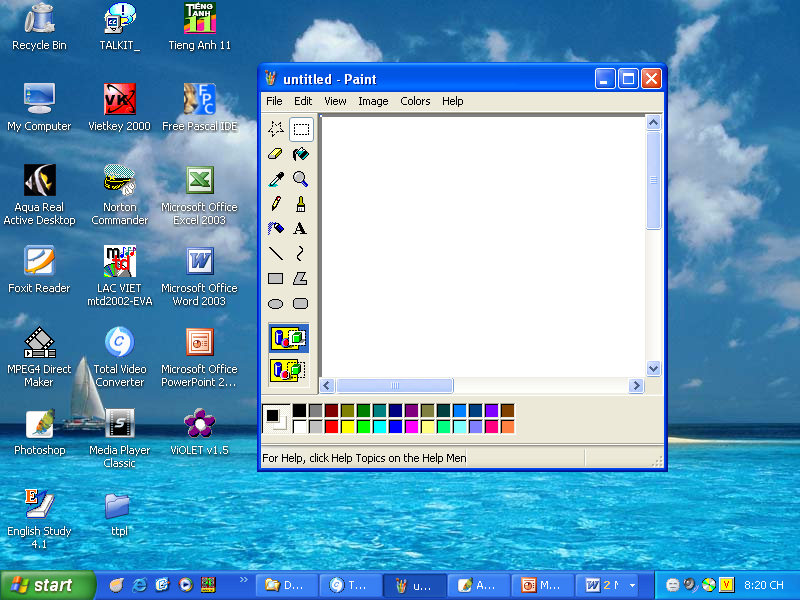 Recycle Bin
TALKIT_
TIẾNG ANH 11
Tieng Anh 11
My Computer
VK
Vietkey 2000
FPC
Free Pascal IDE
Aqua Real
Active Desktop
Norton
Commander
Microsoft Office
Excel 2003
Foxit Reader
mtd
LAC VIET
mtd2002-EVA
Microsoft Office
Word 2003
MPEG4 Direct
Maker
Total Video
Converter
Microsoft Office
PowerPoint 2...
Photoshop
Media Player
Classic
ViOLET v1.5
English Study
4.1
ttpl
untitled - Paint
File Edit View Image Colors Help
A
For Help, click Help Topics on the Help Men
start
D...
T...
u...
A...
M...
2 N
V
8:20 CH